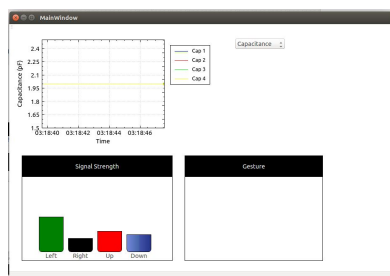 MainWindow
Capacitance
Cap 1
Cap 2
Cap 3
Cap 4
Capacitance (pF)
2.4
2.25
2.1
1.95
1.8
1.65
1.5
03:18:40 03:18:42 03:18:44 03:18:46
Time
Signal Strength
Gesture
Left Right Up Down